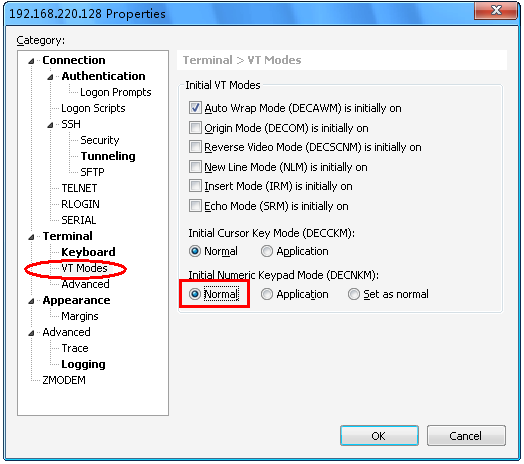 192.168.220.128 Properties
Category:
Connection
Authentication
Logon Prompts
Logon Scripts
SSH
Security
Tunneling
SFTP
TELNET
RLOGIN
SERIAL
Terminal
Keyboard
VT Modes
Advanced
Appearance
Margins
Advanced
Trace
Logging
ZMODEM
Terminal > VT Modes
Initial VT Modes
Auto Wrap Mode (DECAWM) is initially on
Origin Mode (DECOM) is initially on
Reverse Video Mode (DECSCNM) is initially on
New Line Mode (NLM) is initially on
Insert Mode (IRM) is initially on
Echo Mode (SRM) is initially on
Initial Cursor Key Mode (DECCKM):
Normal Application
Initial Numeric Keypad Mode (DECNKM):
Normal Application Set as normal
OK Cancel